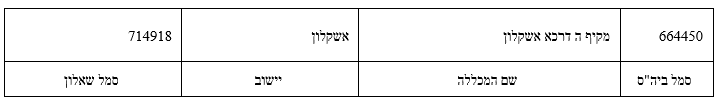 664450 מקיף ה דרכא אשקלון אשקלון 714918
סמל ביה"ס שם המכללה יישוב סמל שאלון